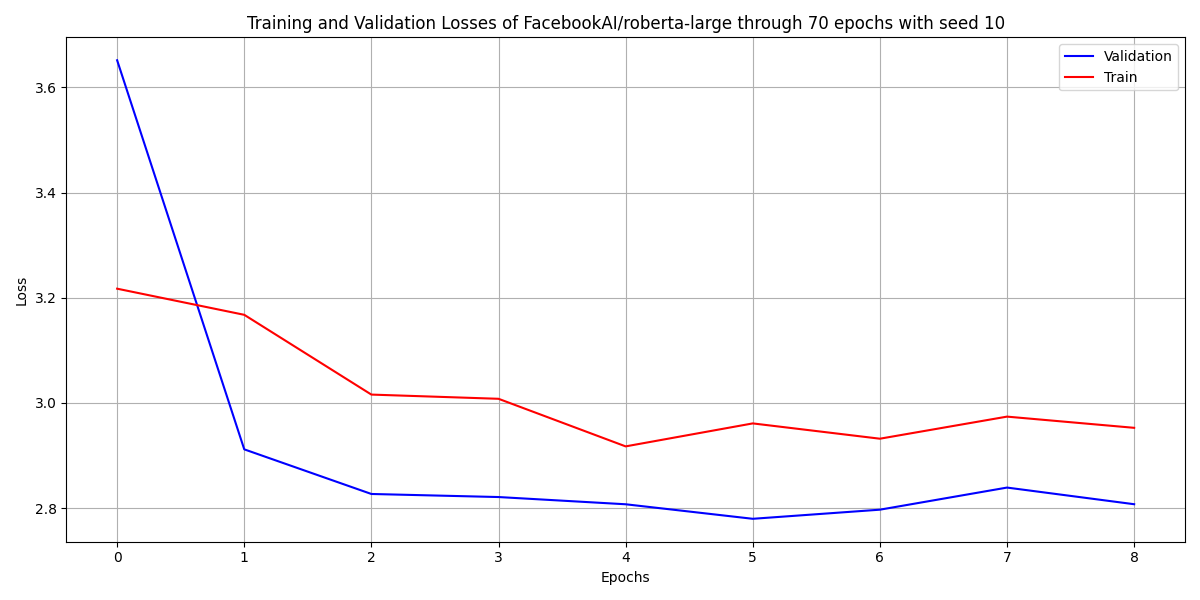 Training and Validation Losses of FacebookAI/roberta-large through 70 epochs with seed 10
Validation
Train
Loss
3.6
3.4
3.2
3.0
2.8
0 1 2 3 4 5 6 7 8
Epochs